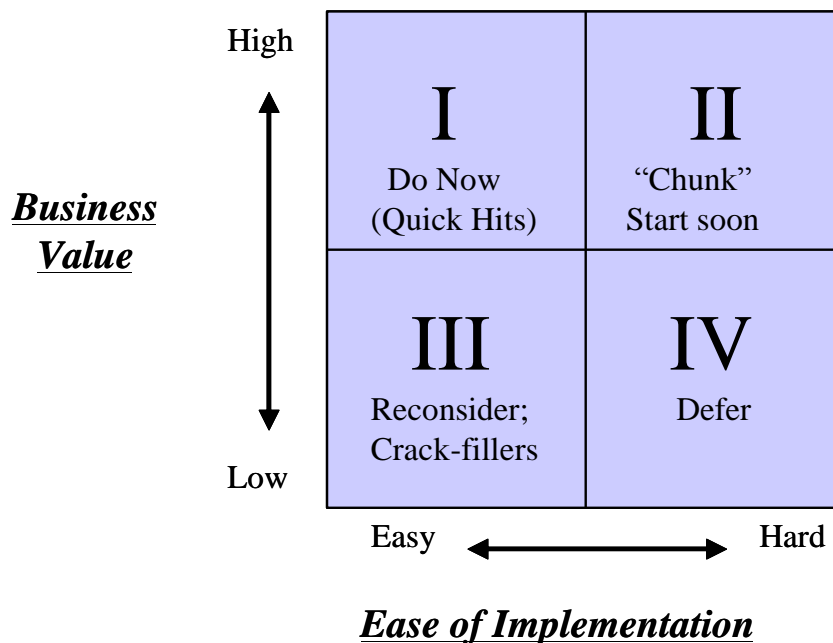 High
I
II
Do Now
(Quick Hits)
“Chunk”
Start soon
Business
Value
III
IV
Reconsider;
Crack-fillers
Defer
Low
Easy
Hard
Ease of Implementation